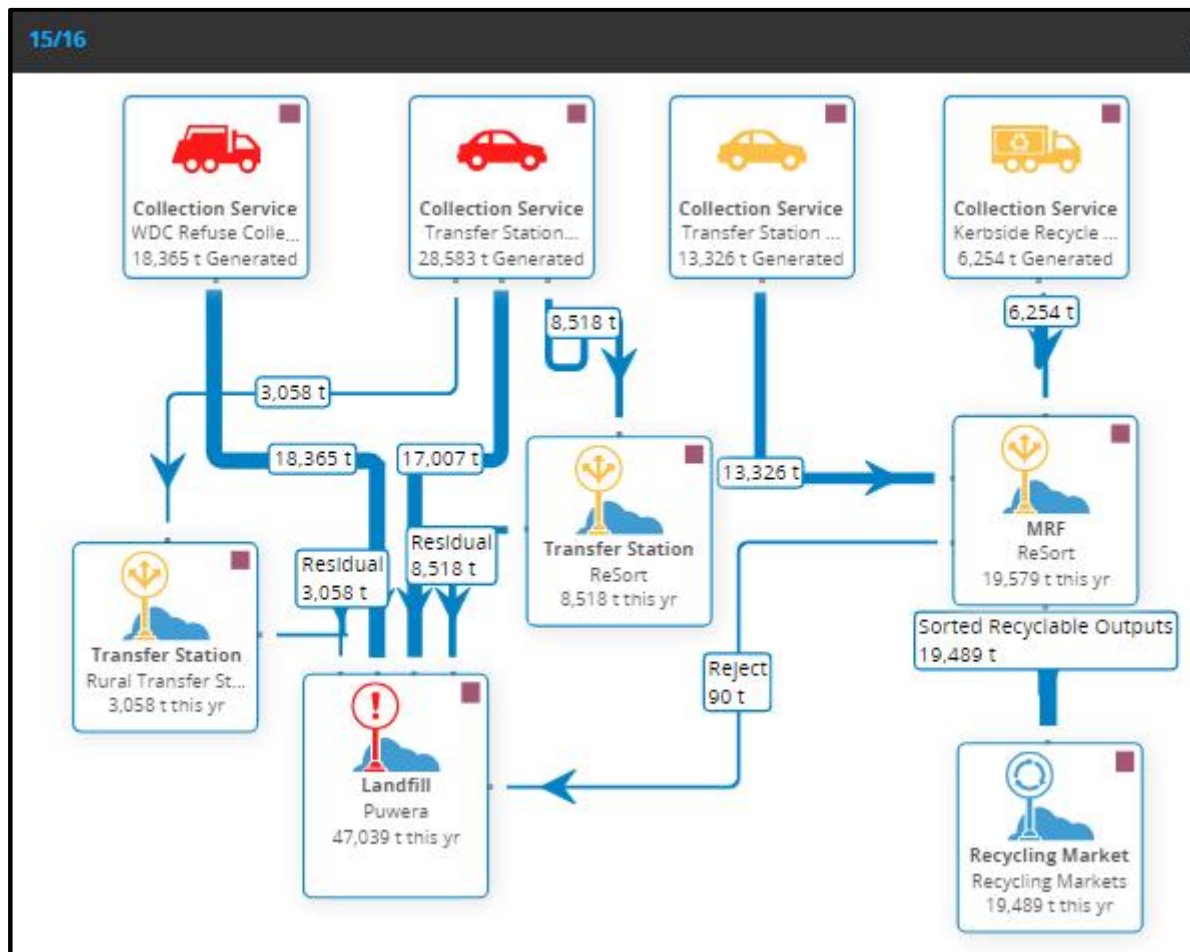 15/16
Collection Service
WDC Refuse Colle...
18,365 t Generated
Collection Service
Transfer Station...
28,583 t Generated
Collection Service
Transfer Station ...
13,326 t Generated
Collection Service
Kerbside Recycle ...
6,254 t Generated
8,518 t
6,254 t
3,058 t
18,365 t
17,007 t
13,326 t
Residual
3,058 t
Residual
8,518 t
Transfer Station
ReSort
8,518 t this yr
MRF
ReSort
19,579 t this yr
Transfer Station
Rural Transfer St...
3,058 t this yr
Sorted Recyclable Outputs
19,489 t
Reject
90 t
Landfill
Puwera
47,039 t this yr
Recycling Market
Recycling Markets
19,489 t this yr